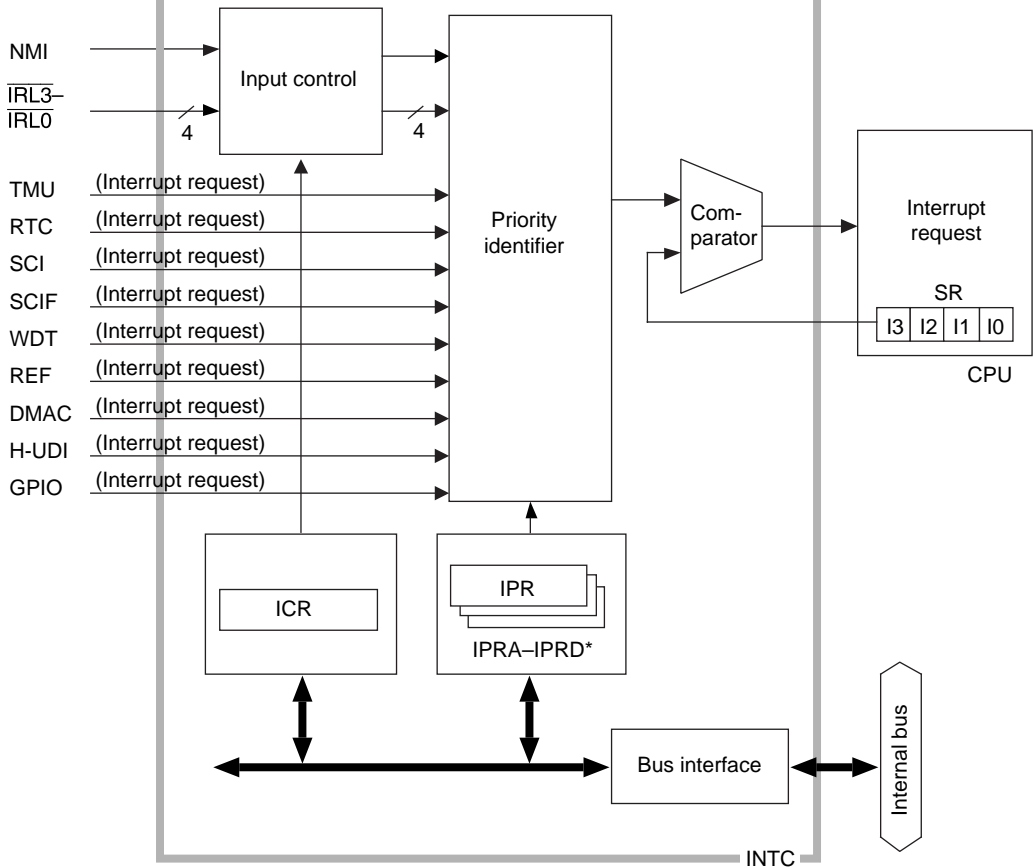 NMI
IRL3–
IRL0
4
Input control
4
TMU (Interrupt request)
RTC (Interrupt request)
SCI (Interrupt request)
SCIF (Interrupt request)
WDT (Interrupt request)
REF (Interrupt request)
DMAC (Interrupt request)
H-UDI (Interrupt request)
GPIO (Interrupt request)
Priority
identifier
Com-
parator
Interrupt
request
SR
I3 I2 I1 I0
CPU
ICR
IPR
IPRA–IPRD*
Bus interface
Internal bus
INTC